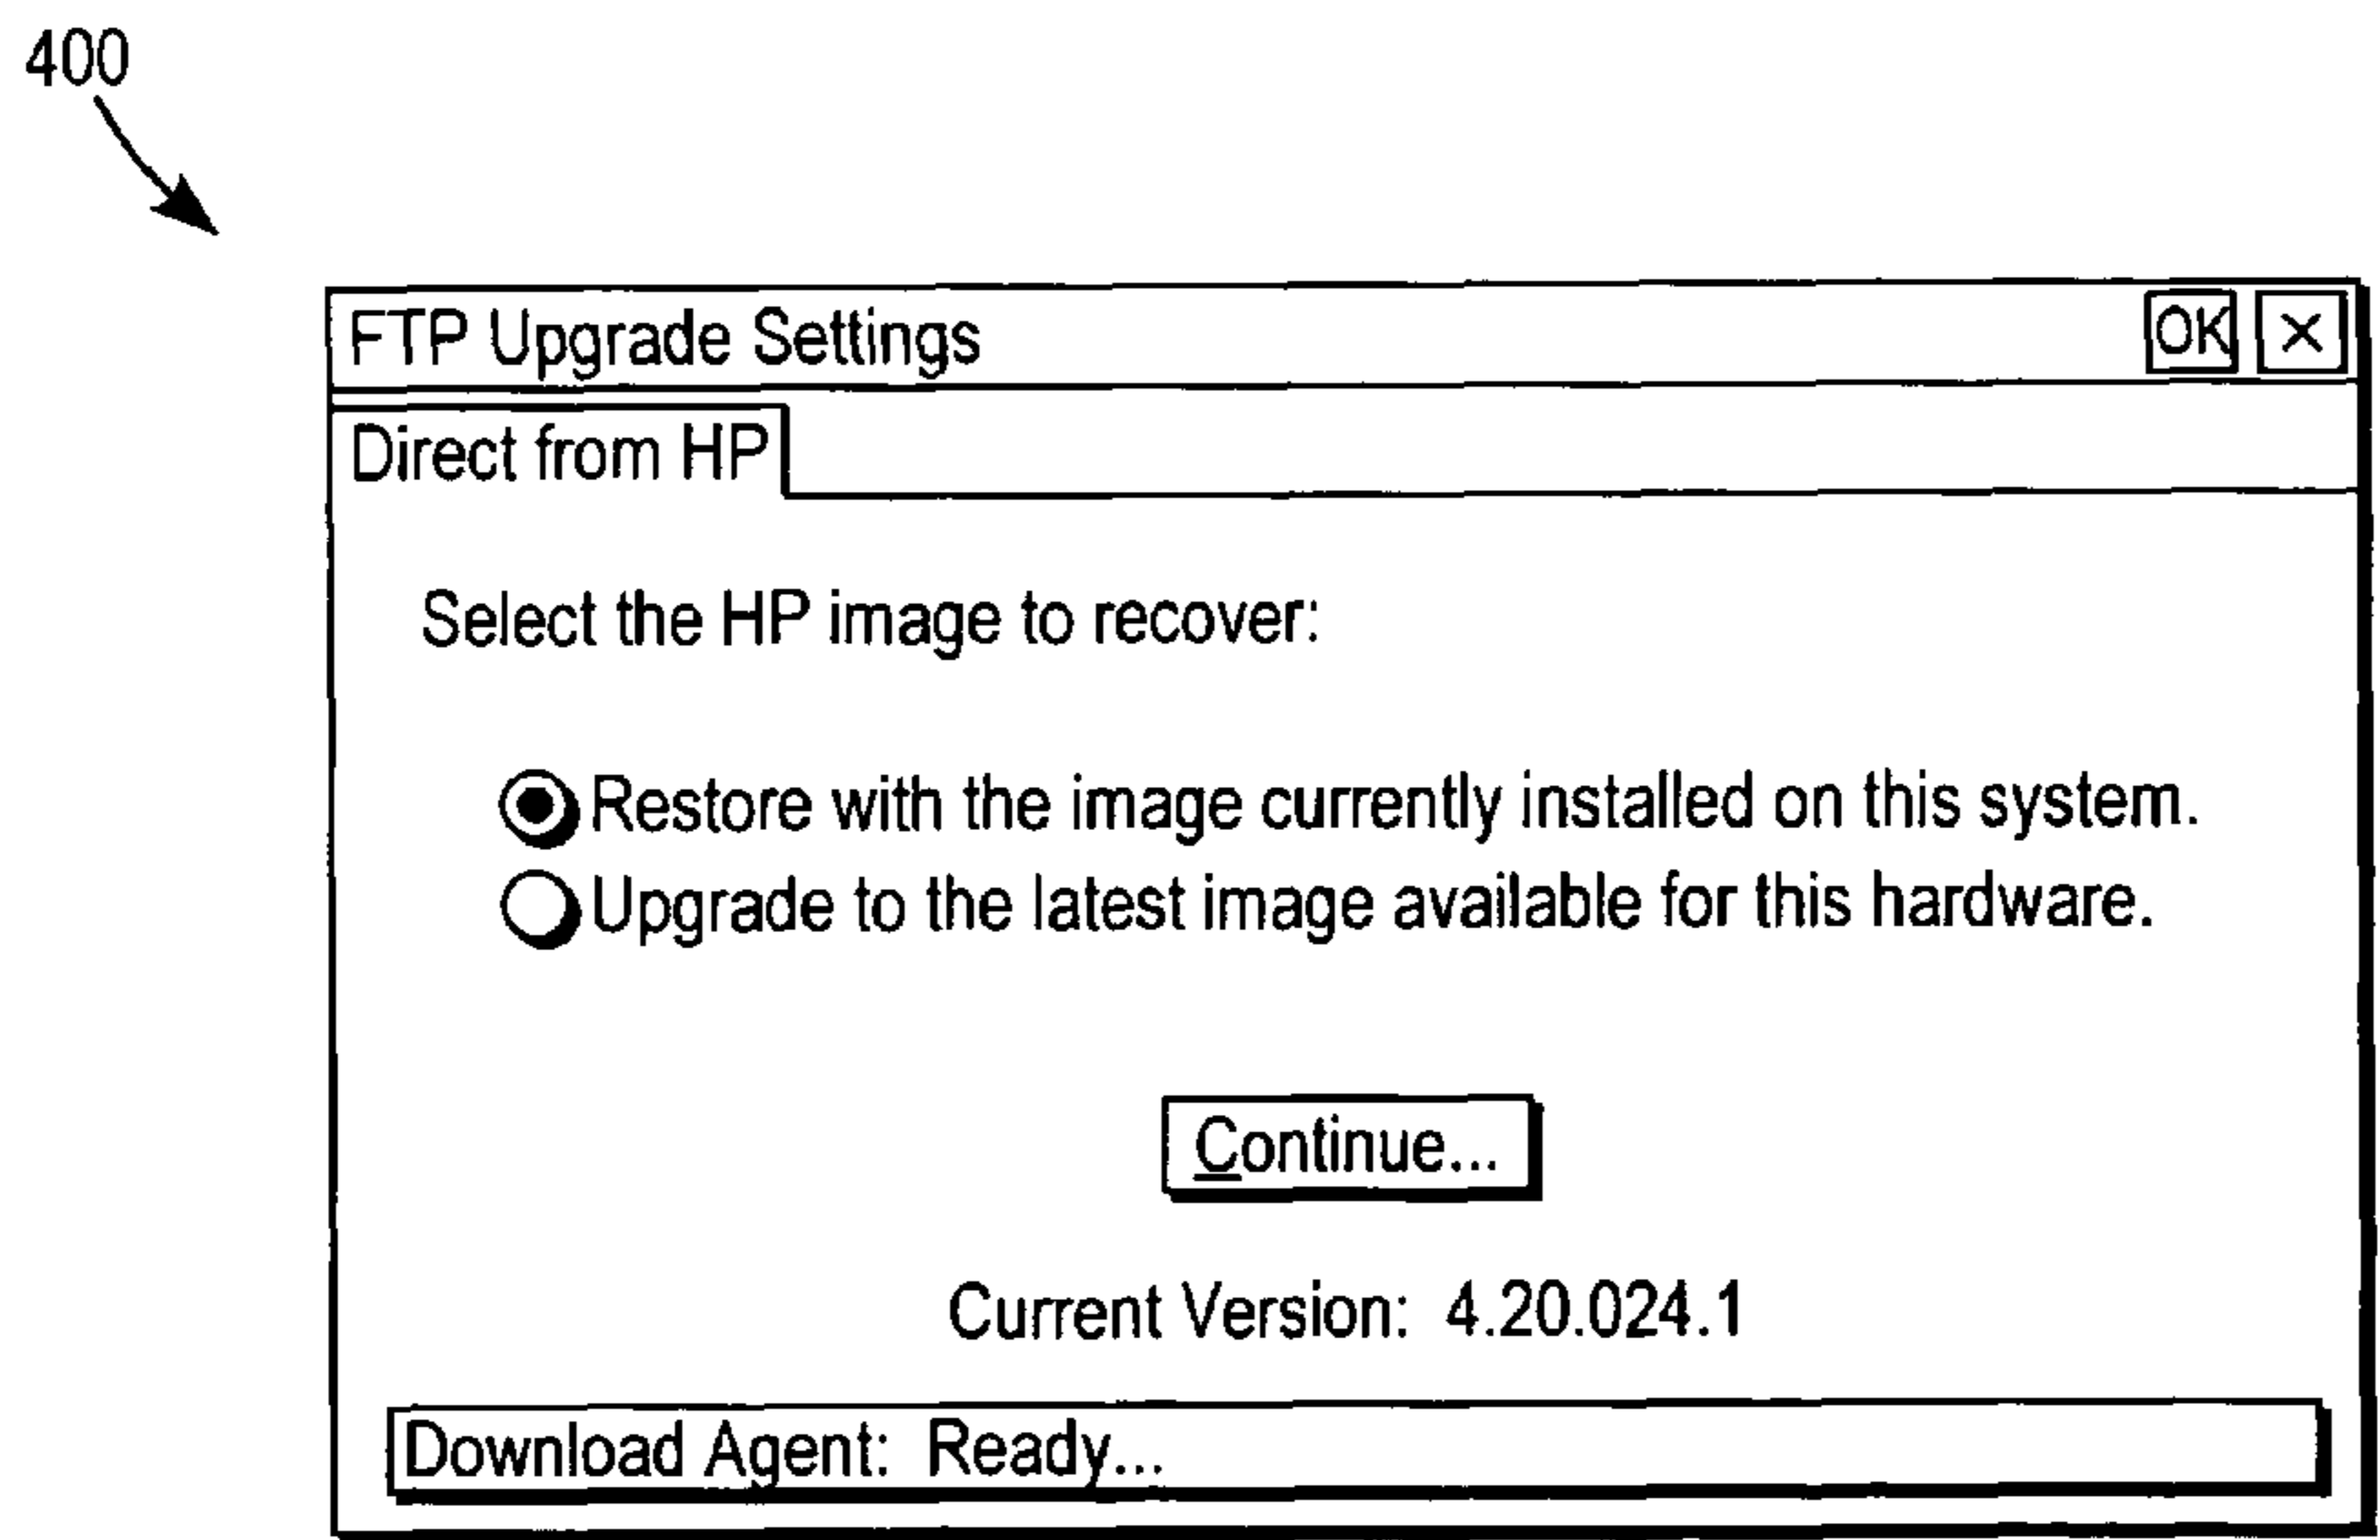 400
FTP Upgrade Settings OK X
Direct from HP
Select the HP image to recover:
Restore with the image currently installed on this system.
Upgrade to the latest image available for this hardware.
Continue...
Current Version: 4.20.024.1
Download Agent: Ready...